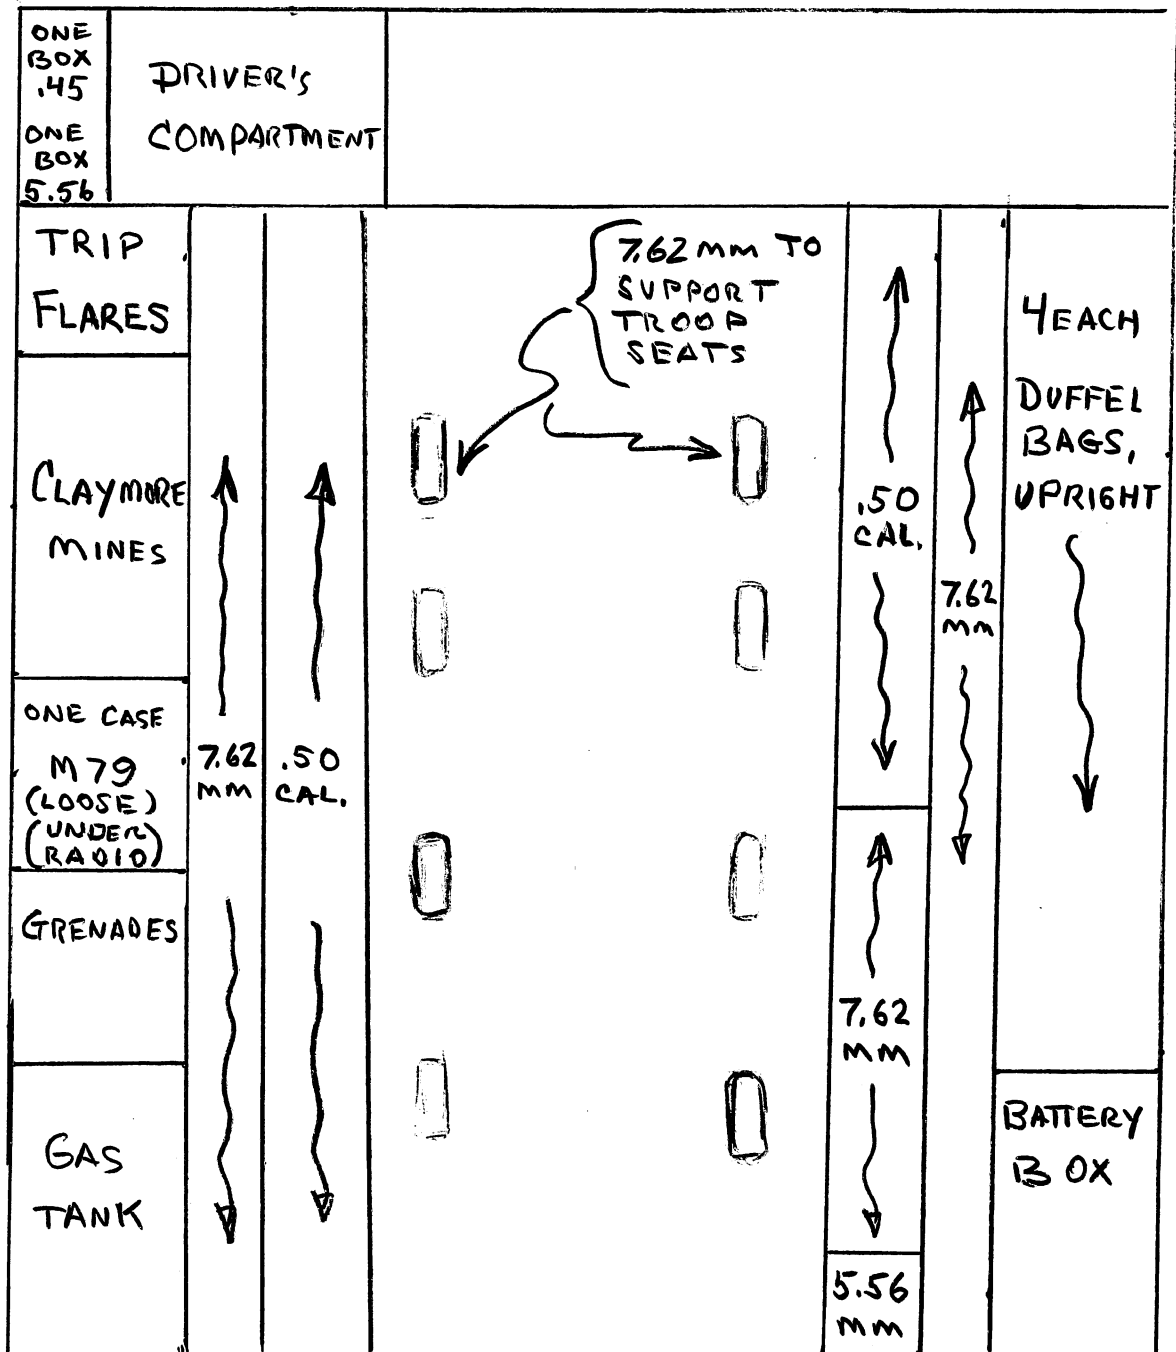 ONE
BOX
.45
ONE
BOX
5.56
DRIVER'S
COMPARTMENT
TRIP
FLARES
CLAYMORE
MINES
ONE CASE
M79
(LOOSE)
(UNDER
RADIO)
GRENADES
GAS
TANK
7.62
MM
.50
CAL.
7.62 MM TO
SUPPORT
TROOP
SEATS
.50
CAL.
7.62
MM
5.56
MM
7.62
MM
4 EACH
DUFFEL
BAGS,
UPRIGHT
BATTERY
BOX